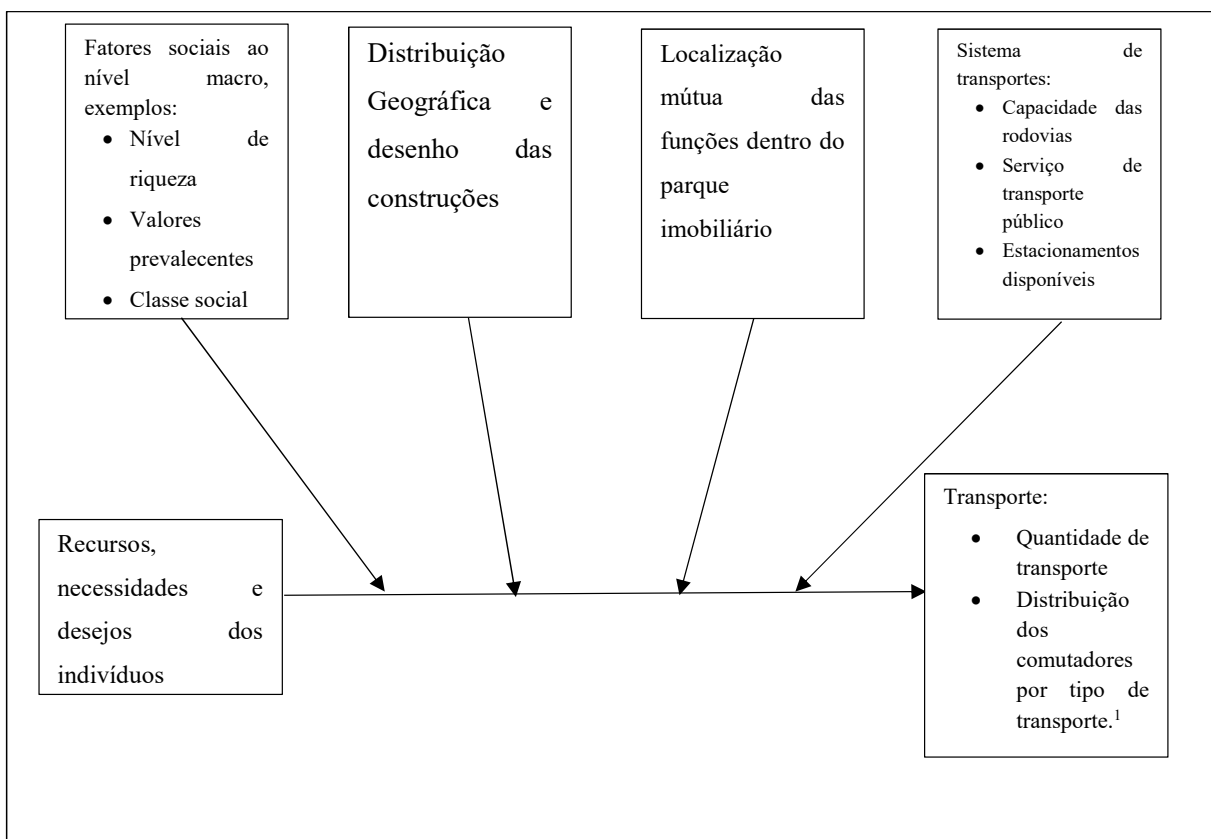 Fatores sociais ao
nível macro,
exemplos:
• Nível de
riqueza
• Valores
prevalecentes
• Classe social
Distribuição
Geográfica e
desenho das
construções
Localização
mútua das
funções dentro do
parque
imobiliário
Sistema de
transportes:
• Capacidade das
rodovias
• Serviço de
transporte
público
• Estacionamentos
disponíveis
Recursos,
necessidades e
desejos dos
indivíduos
Transporte:
• Quantidade de
transporte
• Distribuição
dos
comutadores
por tipo de
transporte.¹